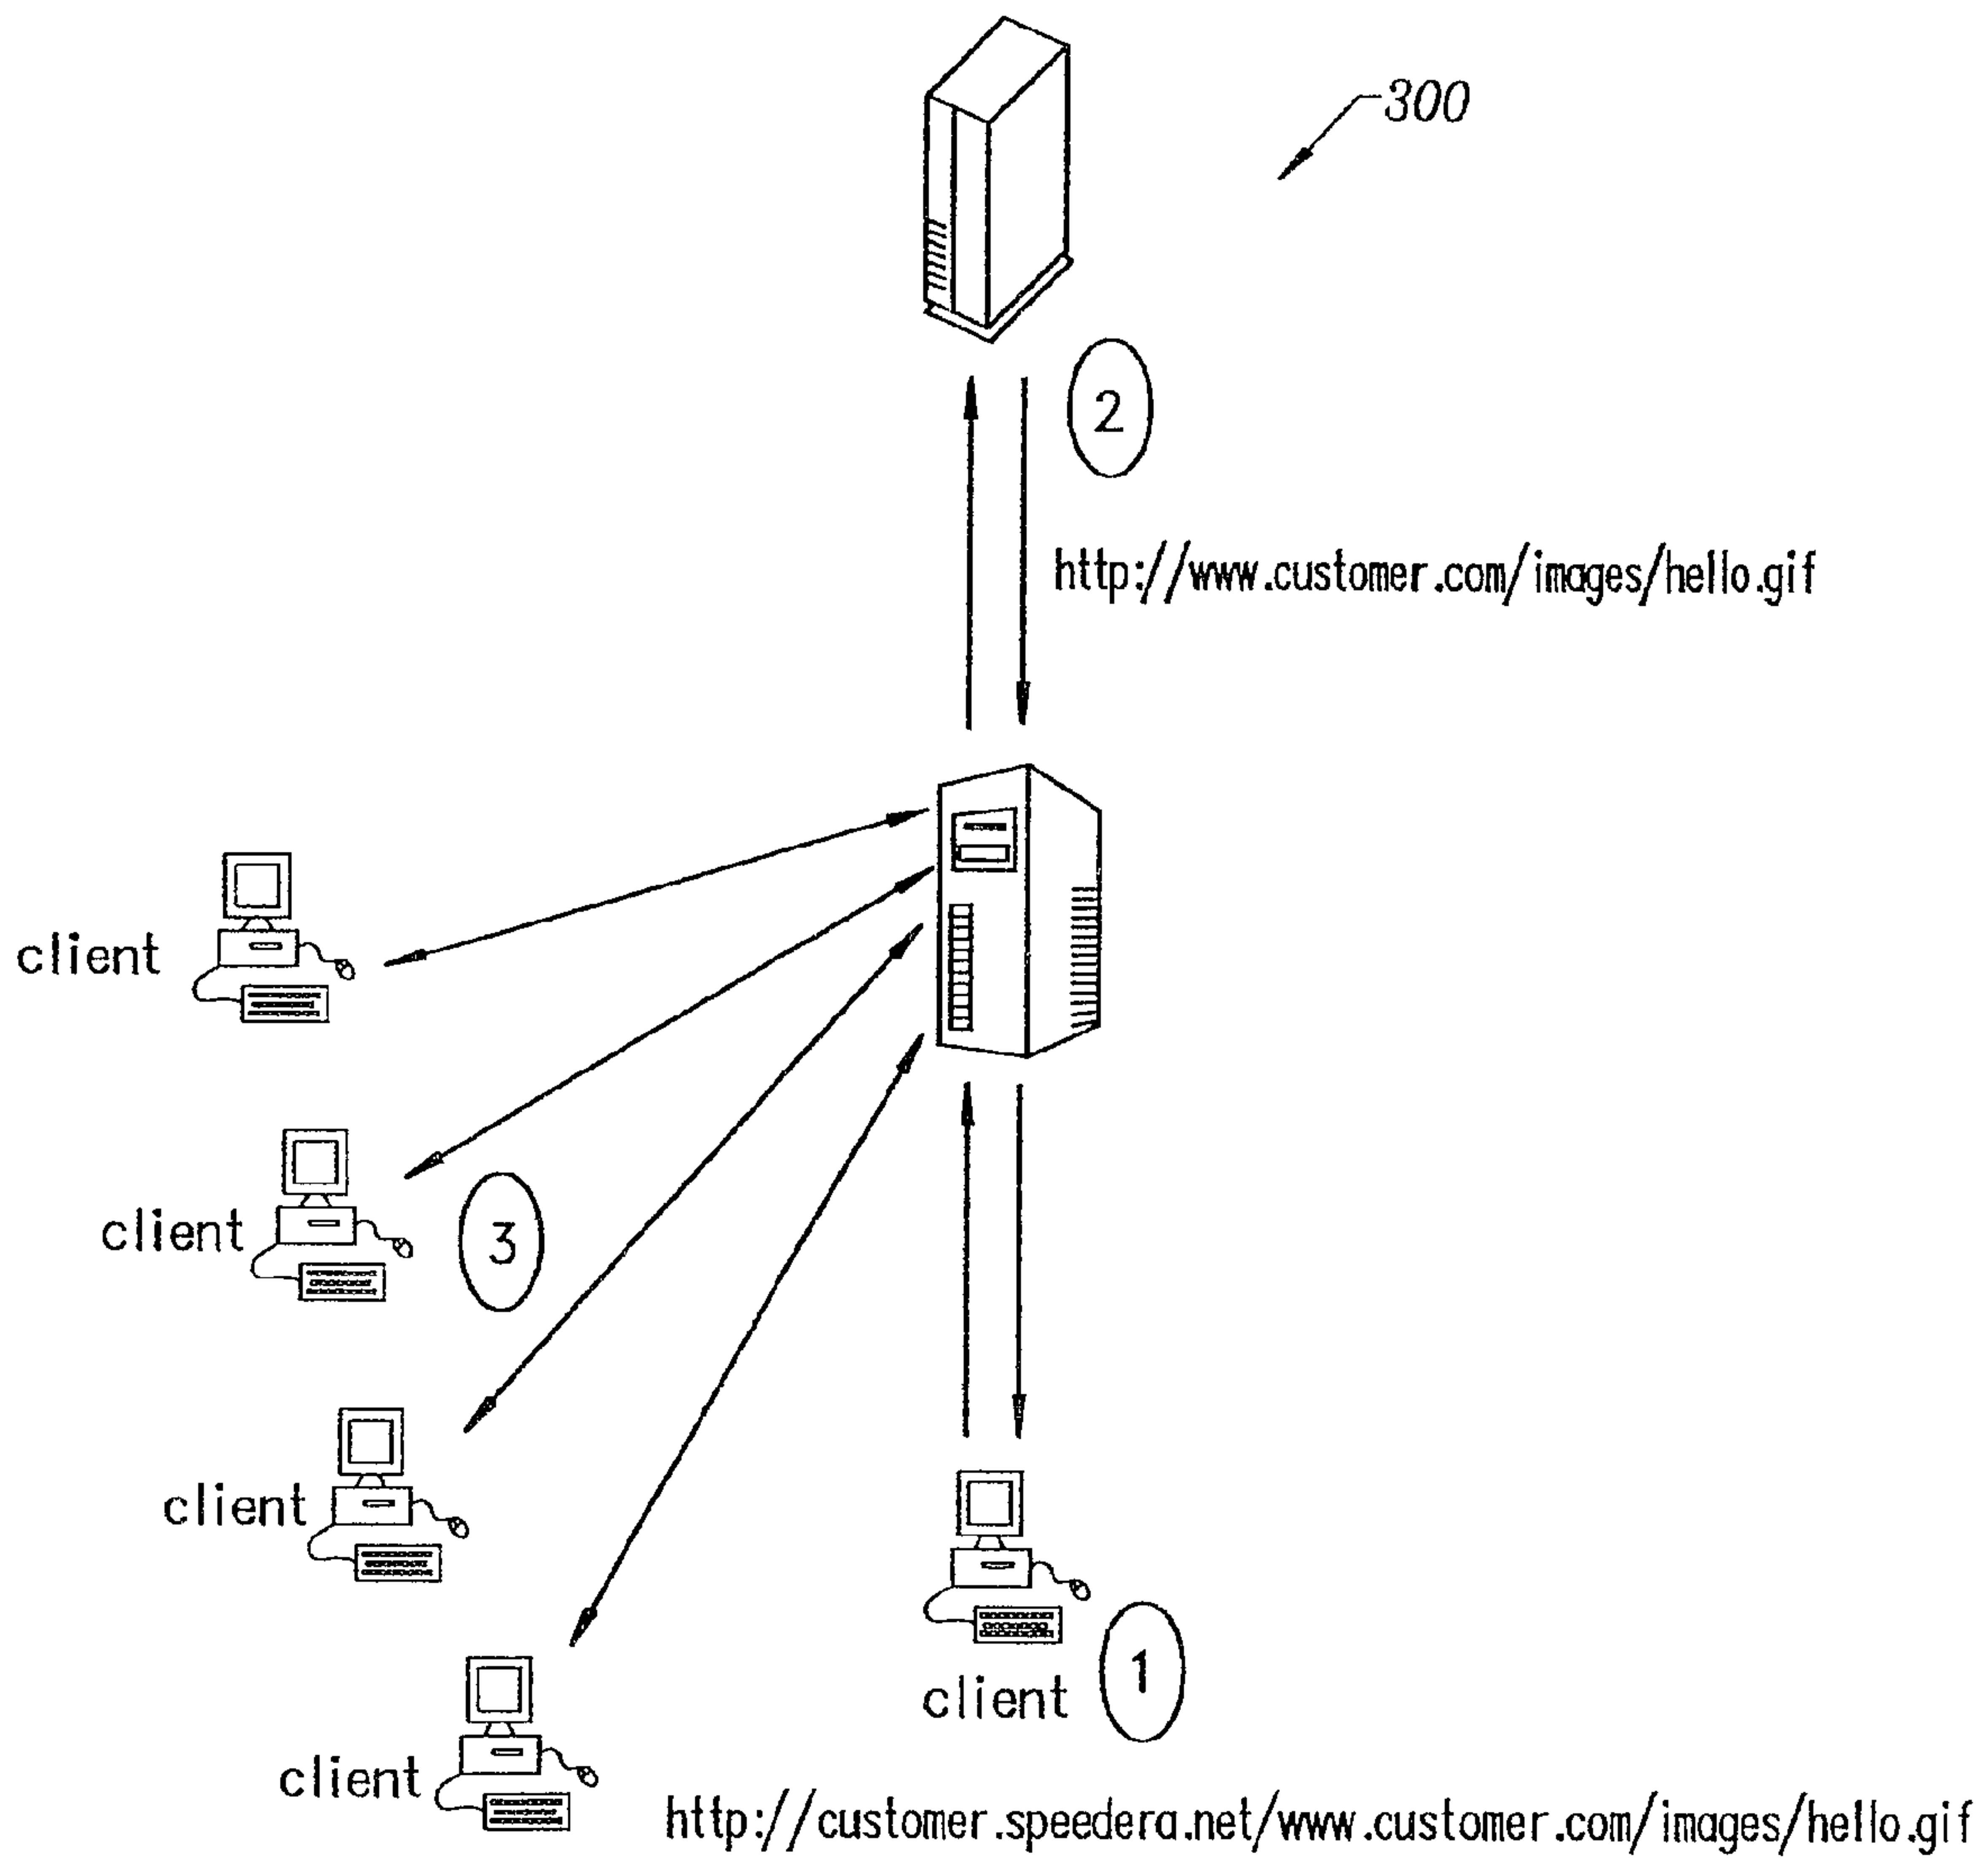 300
2
http://www.customer.com/images/hello.gif
client
client
3
client
client
client
1
http://customer.speedera.net/www.customer.com/images/hello.gif